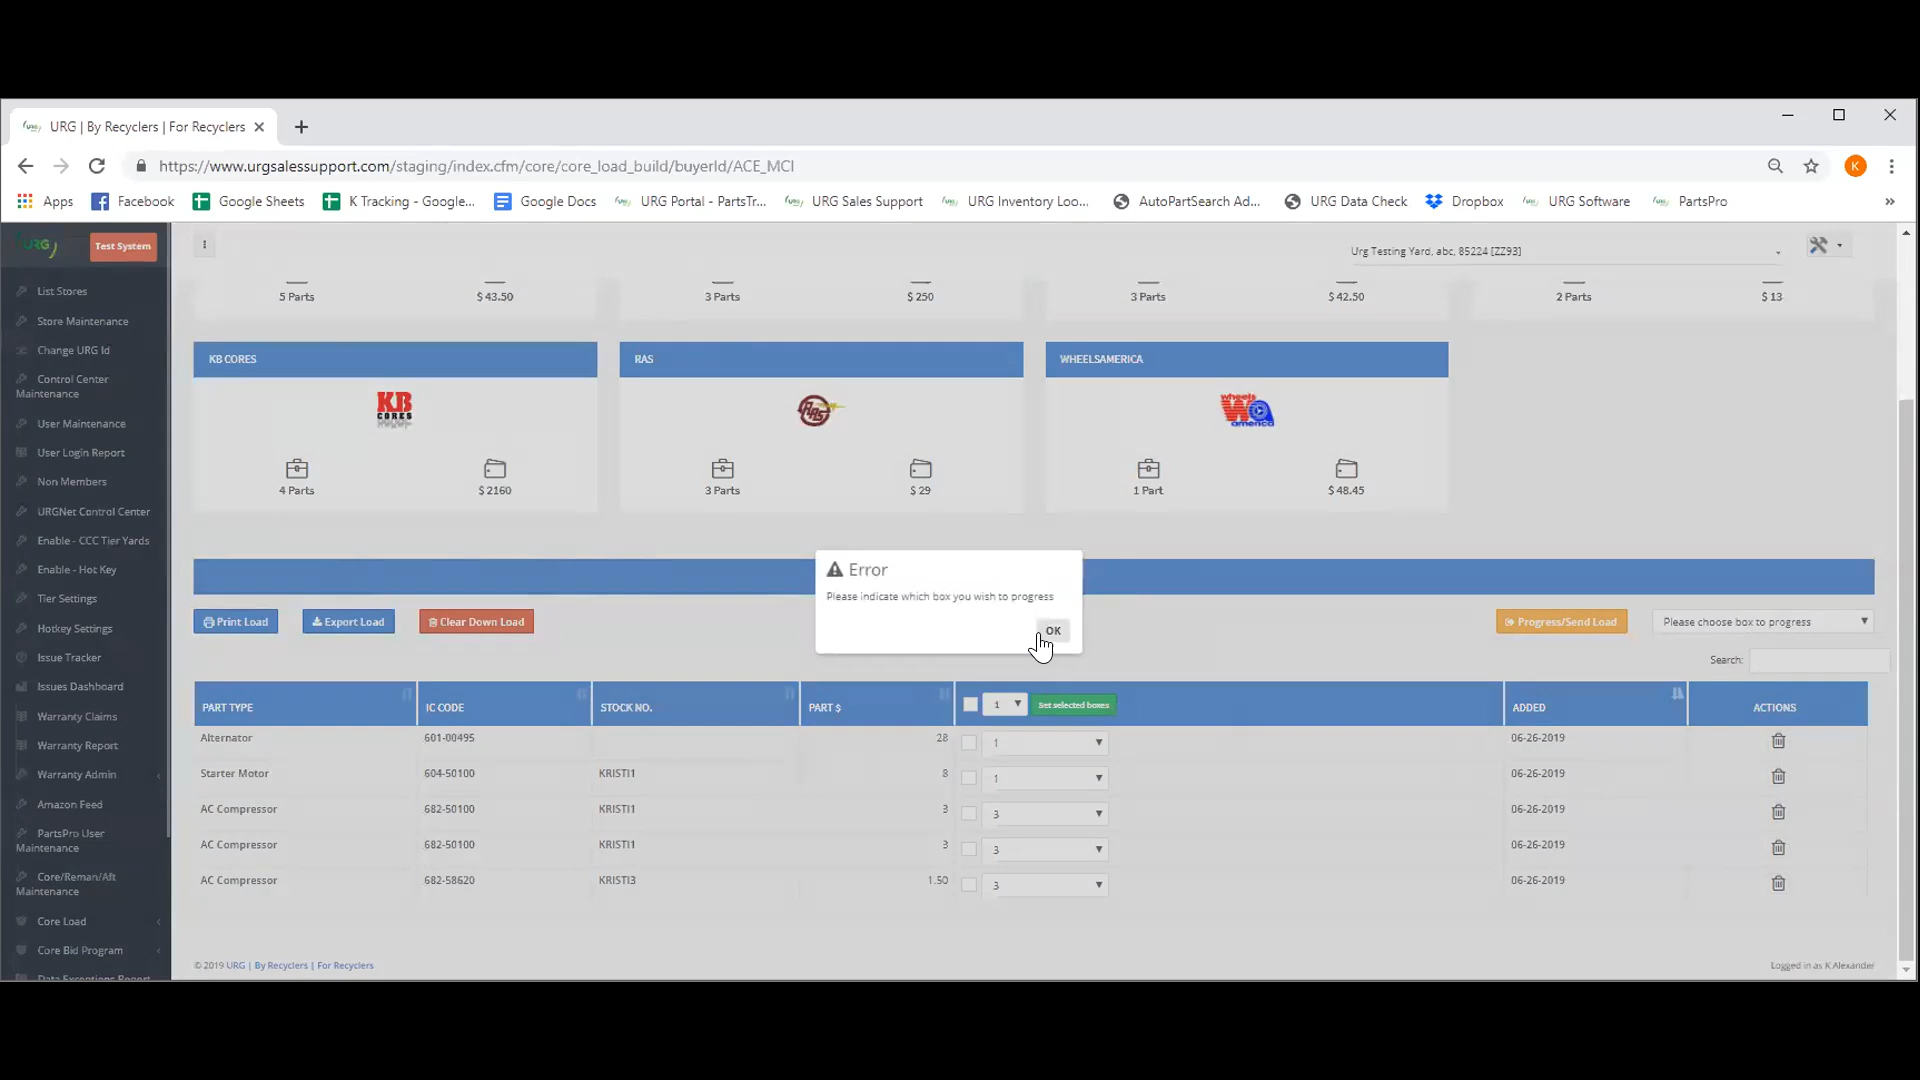 URG | By Recyclers | For Recyclers
https://www.urgsalessupport.com/staging/index.cfm/core/core_load_build/buyerId/ACE_MCI
K
Apps Facebook Google Sheets K Tracking - Google... Google Docs URG Portal - PartsTr... URG Sales Support URG Inventory Loo... AutoPartSearch Ad... URG Data Check Dropbox URG Software PartsPro »
URG Test System
Urg Testing Yard, abc, 85224 [ZZ93]
List Stores
Store Maintenance
Change URG Id
Control Center
Maintenance
User Maintenance
User Login Report
Non Members
URGNet Control Center
Enable - CCC Tier Yards
Enable - Hot Key
Tier Settings
Hotkey Settings
Issue Tracker
Issues Dashboard
Warranty Claims
Warranty Report
Warranty Admin
Amazon Feed
PartsPro User
Maintenance
Core/Reman/Aft
Maintenance
Core Load
Core Bid Program
Data Exceptions Report
5 Parts $ 43.50 3 Parts $ 250 3 Parts $ 42.50 2 Parts $ 13
KB CORES RAS WHEELSAMERICA
KB
CORES
RAS
wheels
america
4 Parts $ 2160 3 Parts $ 29 1 Part $ 48.45
Error
Please indicate which box you wish to progress
OK
Print Load Export Load Clear Down Load Progress/Send Load Please choose box to progress
Search:
PART TYPE IC CODE STOCK NO. PART $ 1 Set selected boxes ADDED ACTIONS
Alternator 601-00495 28 1 06-26-2019
Starter Motor 604-50100 KRISTI1 8 1 06-26-2019
AC Compressor 682-50100 KRISTI1 3 3 06-26-2019
AC Compressor 682-50100 KRISTI1 3 3 06-26-2019
AC Compressor 682-58620 KRISTI3 1.50 3 06-26-2019
© 2019 URG | By Recyclers | For Recyclers
Logged in as K Alexander